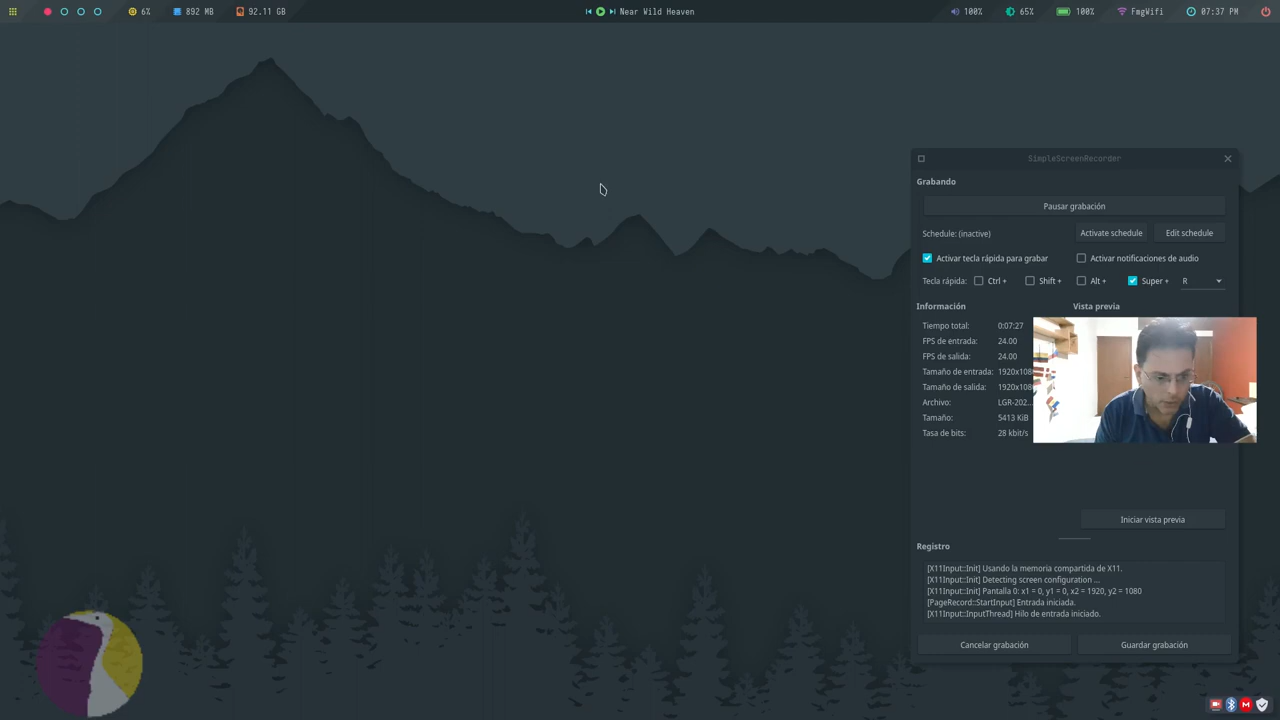 6% 892 MB 92.11 GB Near Wild Heaven 100% 65% 100% FmgWifi 07:37 PM
SimpleScreenRecorder
Grabando
Pausar grabación
Schedule: (inactive) Activate schedule Edit schedule
Activar tecla rápida para grabar Activar notificaciones de audio
Tecla rápida: Ctrl + Shift + Alt + Super + R
Información Vista previa
Tiempo total: 0:07:27
FPS de entrada: 24.00
FPS de salida: 24.00
Tamaño de entrada: 1920x108
Tamaño de salida: 1920x108
Archivo: LGR-202...
Tamaño: 5413 KiB
Tasa de bits: 28 kbit/s
Iniciar vista previa
Registro
[X11Input::Init] Usando la memoria compartida de X11.
[X11Input::Init] Detecting screen configuration ...
[X11Input::Init] Pantalla 0: x1 = 0, y1 = 0, x2 = 1920, y2 = 1080
[PageRecord::StartInput] Entrada iniciada.
[X11Input::InputThread] Hilo de entrada iniciado.
Cancelar grabación Guardar grabación